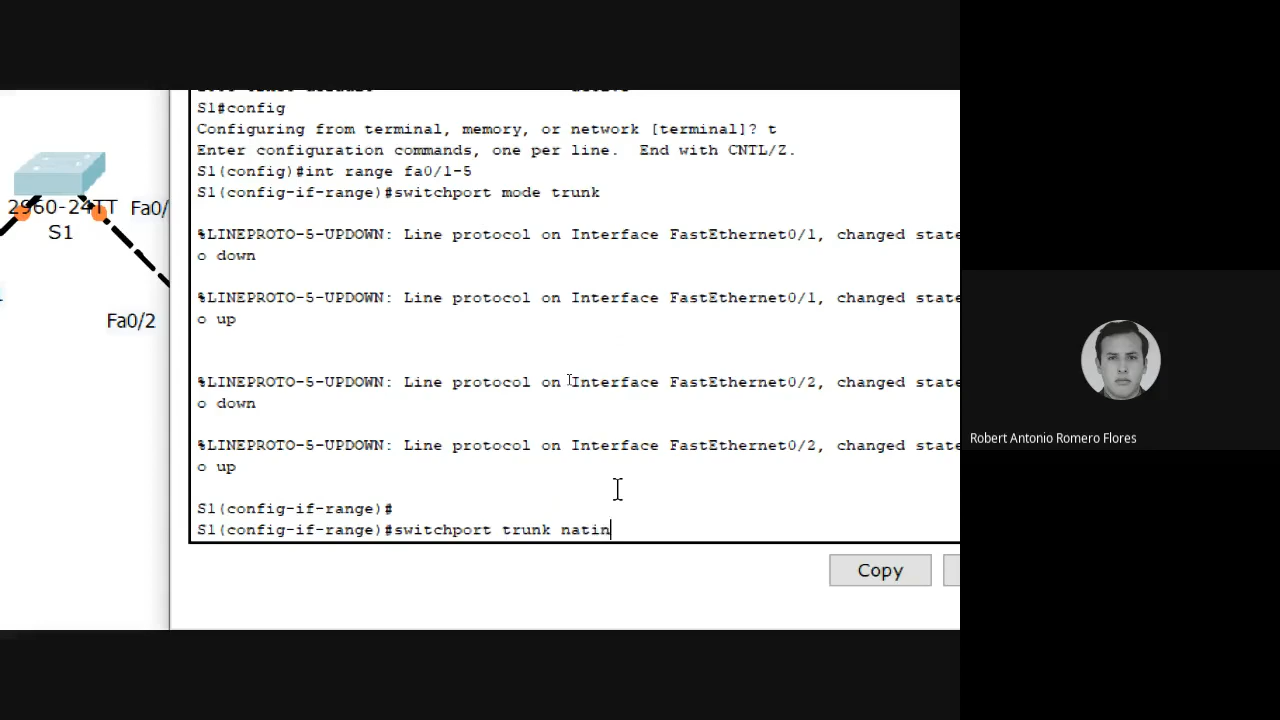 S1#config
Configuring from terminal, memory, or network [terminal]? t
Enter configuration commands, one per line.  End with CNTL/Z.
S1(config)#int range fa0/1-5
S1(config-if-range)#switchport mode trunk
%LINEPROTO-5-UPDOWN: Line protocol on Interface FastEthernet0/1, changed state
o down
%LINEPROTO-5-UPDOWN: Line protocol on Interface FastEthernet0/1, changed state
o up
%LINEPROTO-5-UPDOWN: Line protocol on Interface FastEthernet0/2, changed state
o down
%LINEPROTO-5-UPDOWN: Line protocol on Interface FastEthernet0/2, changed state
o up
S1(config-if-range)#
S1(config-if-range)#switchport trunk natin
Copy
2960-24TT Fa0/
S1
Fa0/2
Robert Antonio Romero Flores